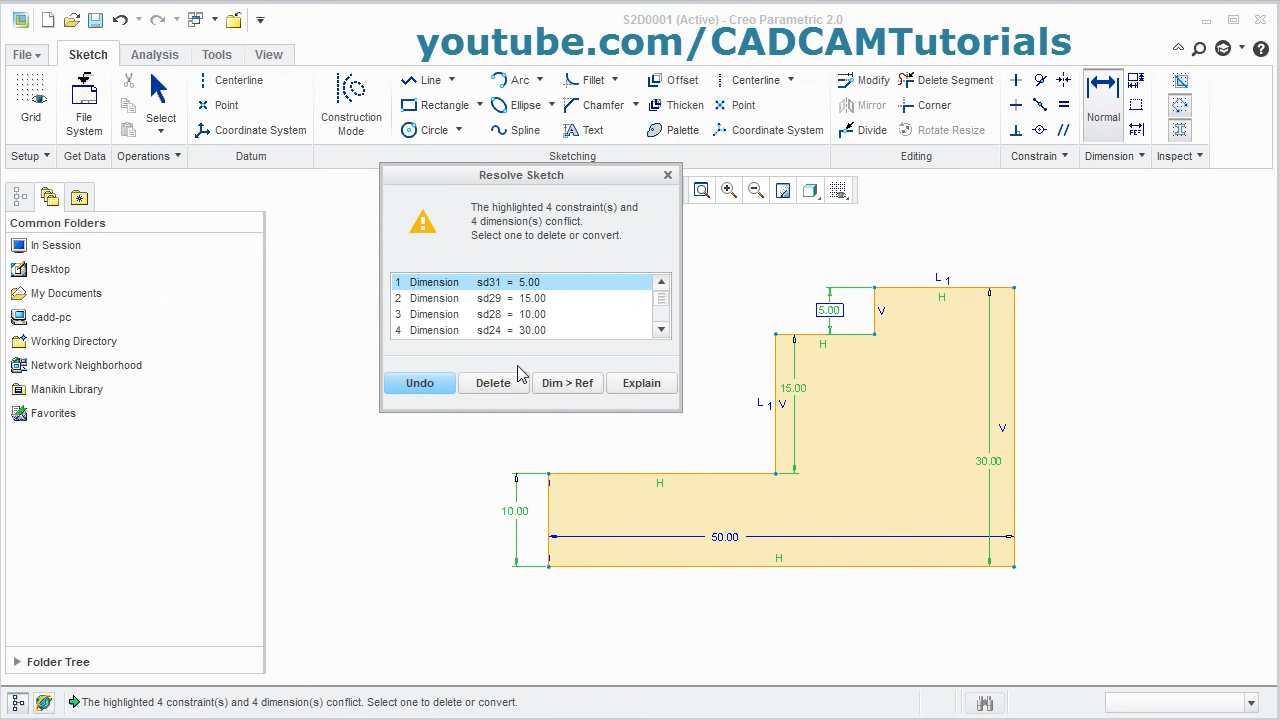 S2D0001 (Active) - Creo Parametric 2.0
youtube.com/CADCAMTutorials
File Sketch Analysis Tools View
Grid
File System
Select
Centerline
Point
Coordinate System
Construction Mode
Line Arc Fillet Offset Centerline
Rectangle Ellipse Chamfer Thicken Point
Circle Spline Text Palette Coordinate System
Modify Delete Segment
Mirror Corner
Divide Rotate Resize
Normal
Setup Get Data Operations Datum Sketching Editing Constrain Dimension Inspect
Common Folders
In Session
Desktop
My Documents
cadd-pc
Working Directory
Network Neighborhood
Manikin Library
Favorites
Folder Tree
Resolve Sketch
The highlighted 4 constraint(s) and
4 dimension(s) conflict.
Select one to delete or convert.
1 Dimension sd31 = 5.00
2 Dimension sd29 = 15.00
3 Dimension sd28 = 10.00
4 Dimension sd24 = 30.00
Undo Delete Dim > Ref Explain
L 1
H
5.00
V
H
15.00
L 1 V
V
30.00
H
10.00
50.00
H
The highlighted 4 constraint(s) and 4 dimension(s) conflict. Select one to delete or convert.